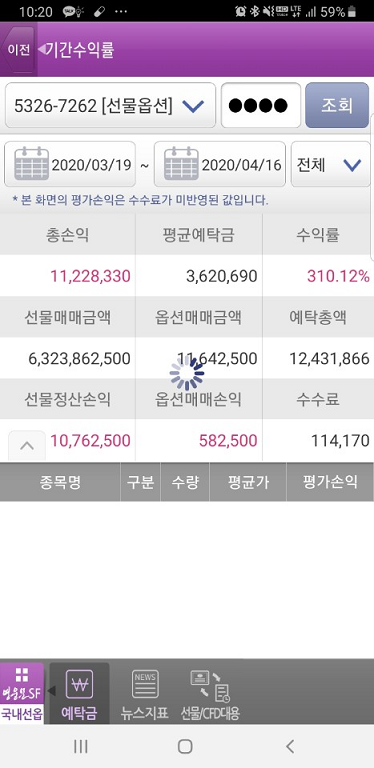 10:20 TALK ... LTE 59%
이전 기간수익률
5326-7262 [선물옵션] ●●●● 조회
2020/03/19 ~ 2020/04/16 전체
* 본 화면의 평가손익은 수수료가 미반영된 값입니다.
총손익 평균예탁금 수익률
11,228,330 3,620,690 310.12%
선물매매금액 옵션매매금액 예탁총액
6,323,862,500 11,642,500 12,431,866
선물정산손익 옵션매매손익 수수료
10,762,500 582,500 114,170
종목명 구분 수량 평균가 평가손익
영웅문SF ₩ NEWS
국내선옵 예탁금 뉴스지표 선물/CFD대용